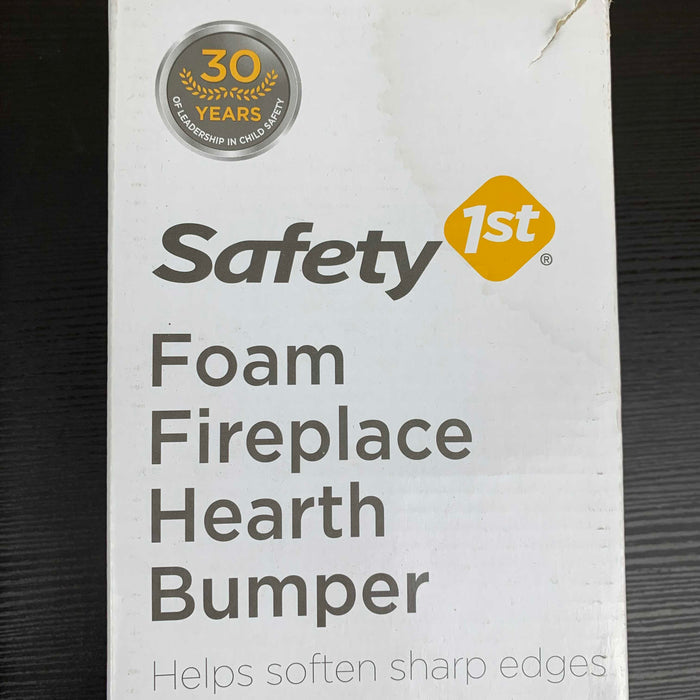 30
YEARS
OF LEADERSHIP IN CHILD SAFETY
Safety 1st®
Foam
Fireplace
Hearth
Bumper
Helps soften sharp edges